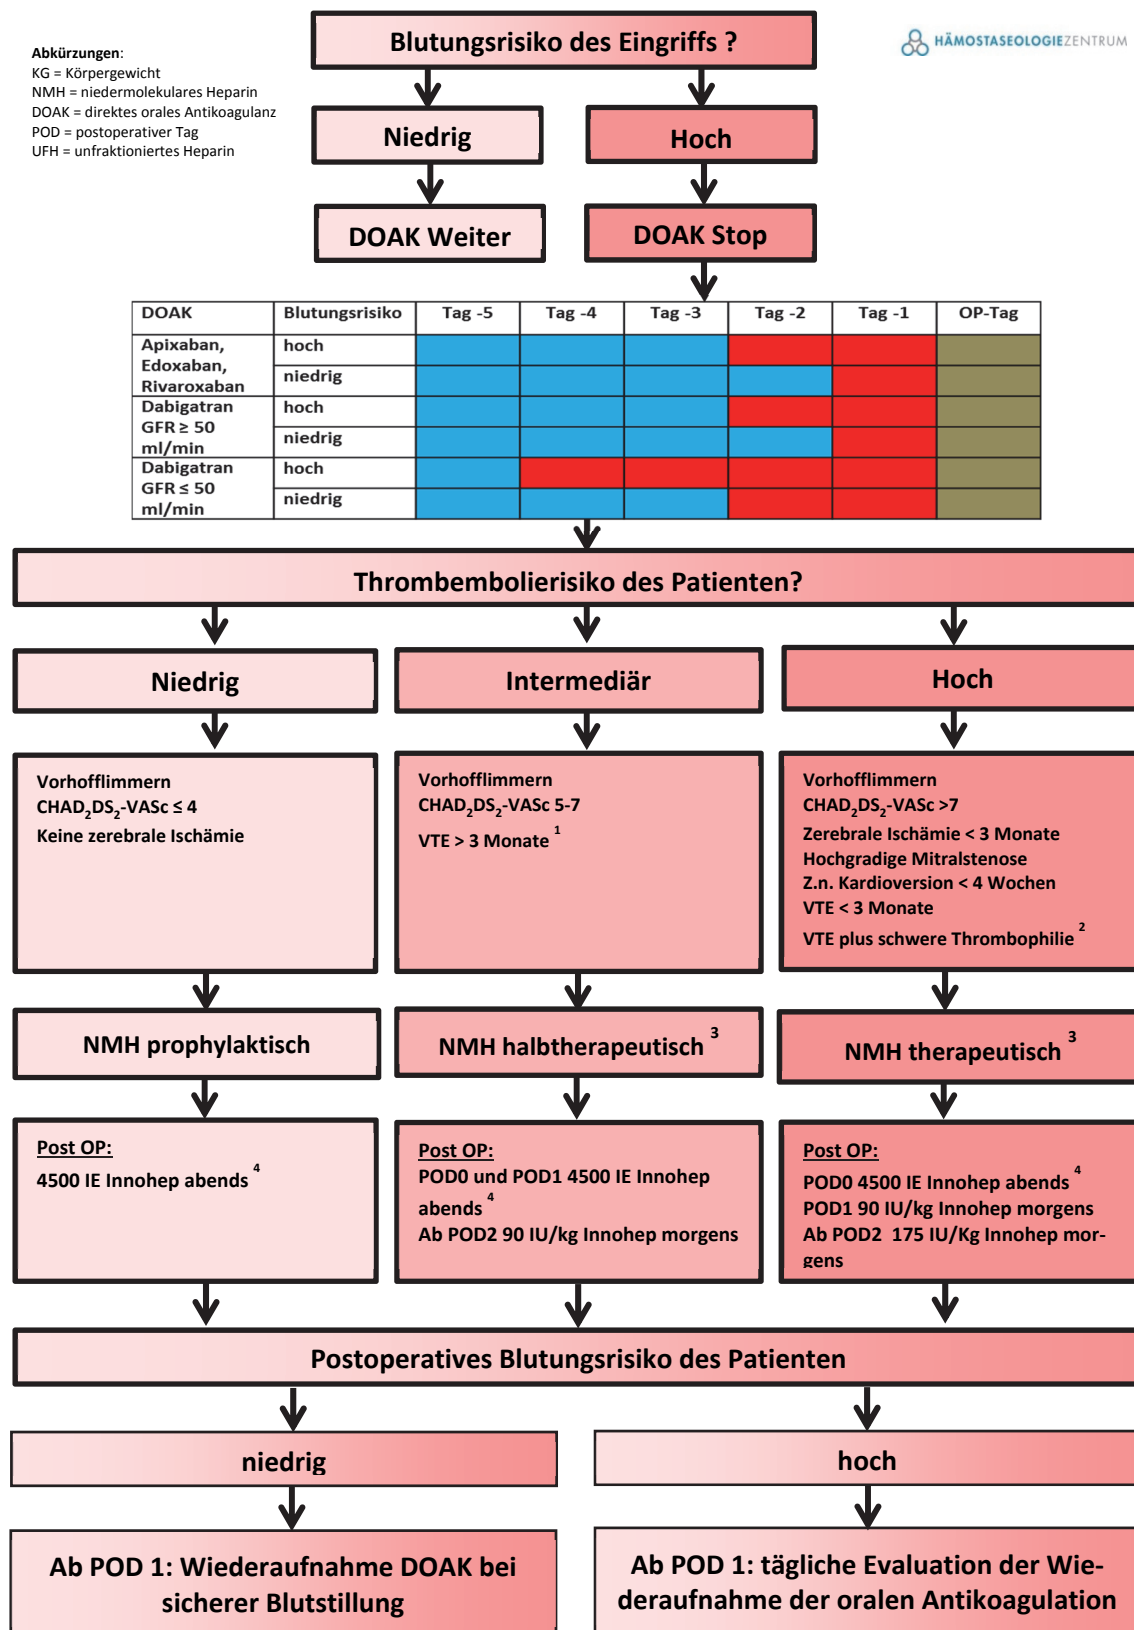 Blutungsrisiko des Eingriffs ?
HÄMOSTASEOLOGIEZENTRUM
Abkürzungen:
KG = Körpergewicht
NMH = niedermolekulares Heparin
DOAK = direktes orales Antikoagulanz
POD = postoperativer Tag
UFH = unfraktioniertes Heparin
Niedrig
Hoch
DOAK Weiter
DOAK Stop
DOAK Blutungsrisiko Tag -5 Tag -4 Tag -3 Tag -2 Tag -1 OP-Tag
Apixaban,
Edoxaban,
Rivaroxaban
hoch
niedrig
Dabigatran
GFR ≥ 50
ml/min
hoch
niedrig
Dabigatran
GFR ≤ 50
ml/min
hoch
niedrig
Thrombembolierisiko des Patienten?
Niedrig
Intermediär
Hoch
Vorhofflimmern
CHAD₂DS₂-VASc ≤ 4
Keine zerebrale Ischämie
Vorhofflimmern
CHAD₂DS₂-VASc 5-7
VTE > 3 Monate ¹
Vorhofflimmern
CHAD₂DS₂-VASc >7
Zerebrale Ischämie < 3 Monate
Hochgradige Mitralstenose
Z.n. Kardioversion < 4 Wochen
VTE < 3 Monate
VTE plus schwere Thrombophilie ²
NMH prophylaktisch
NMH halbtherapeutisch ³
NMH therapeutisch ³
Post OP:
4500 IE Innohep abends ⁴
Post OP:
POD0 und POD1 4500 IE Innohep
abends ⁴
Ab POD2 90 IU/kg Innohep morgens
Post OP:
POD0 4500 IE Innohep abends ⁴
POD1 90 IU/kg Innohep morgens
Ab POD2 175 IU/Kg Innohep mor-
gens
Postoperatives Blutungsrisiko des Patienten
niedrig
hoch
Ab POD 1: Wiederaufnahme DOAK bei
sicherer Blutstillung
Ab POD 1: tägliche Evaluation der Wie-
deraufnahme der oralen Antikoagulation